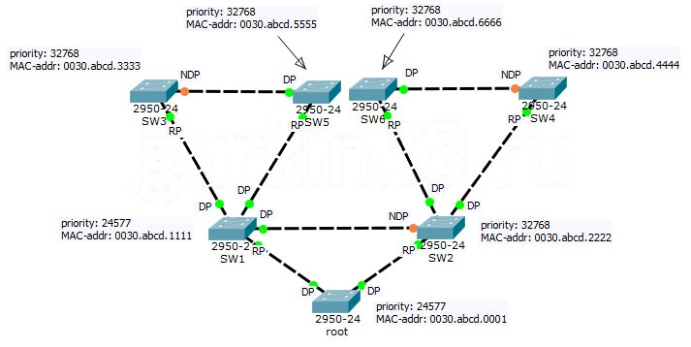 priority: 32768
MAC-addr: 0030.abcd.5555
priority: 32768
MAC-addr: 0030.abcd.6666
priority: 32768
MAC-addr: 0030.abcd.3333
priority: 32768
MAC-addr: 0030.abcd.4444
NDP
DP
DP
NDP
2950-24
SW3
2950-24
SW5
2950-24
SW6
2950-24
SW4
RP
RP
RP
DP
DP
DP
DP
priority: 24577
MAC-addr: 0030.abcd.1111
DP
NDP
priority: 32768
MAC-addr: 0030.abcd.2222
2950-2
SW1
RP
RP
2950-24
SW2
DP
DP
priority: 24577
MAC-addr: 0030.abcd.0001
2950-24
root